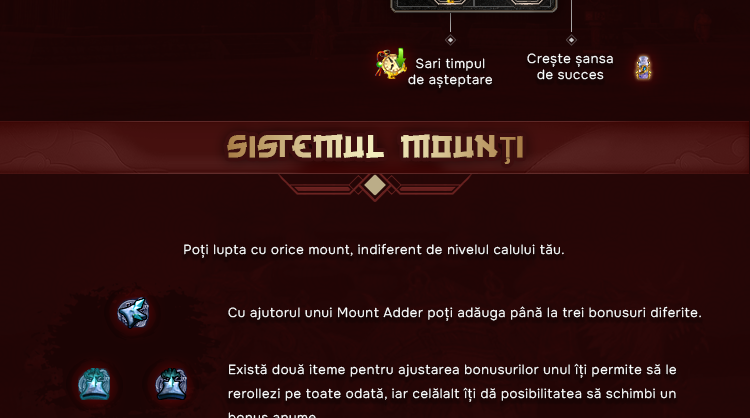 Sari timpul
de așteptare
Crește șansa
de succes
SISTEMUL MOUNȚI
Poți lupta cu orice mount, indiferent de nivelul calului tău.
Cu ajutorul unui Mount Adder poți adăuga până la trei bonusuri diferite.
Există două iteme pentru ajustarea bonusurilor unul îți permite să le
rerollezi pe toate odată, iar celălalt îți dă posibilitatea să schimbi un
bonus anume.